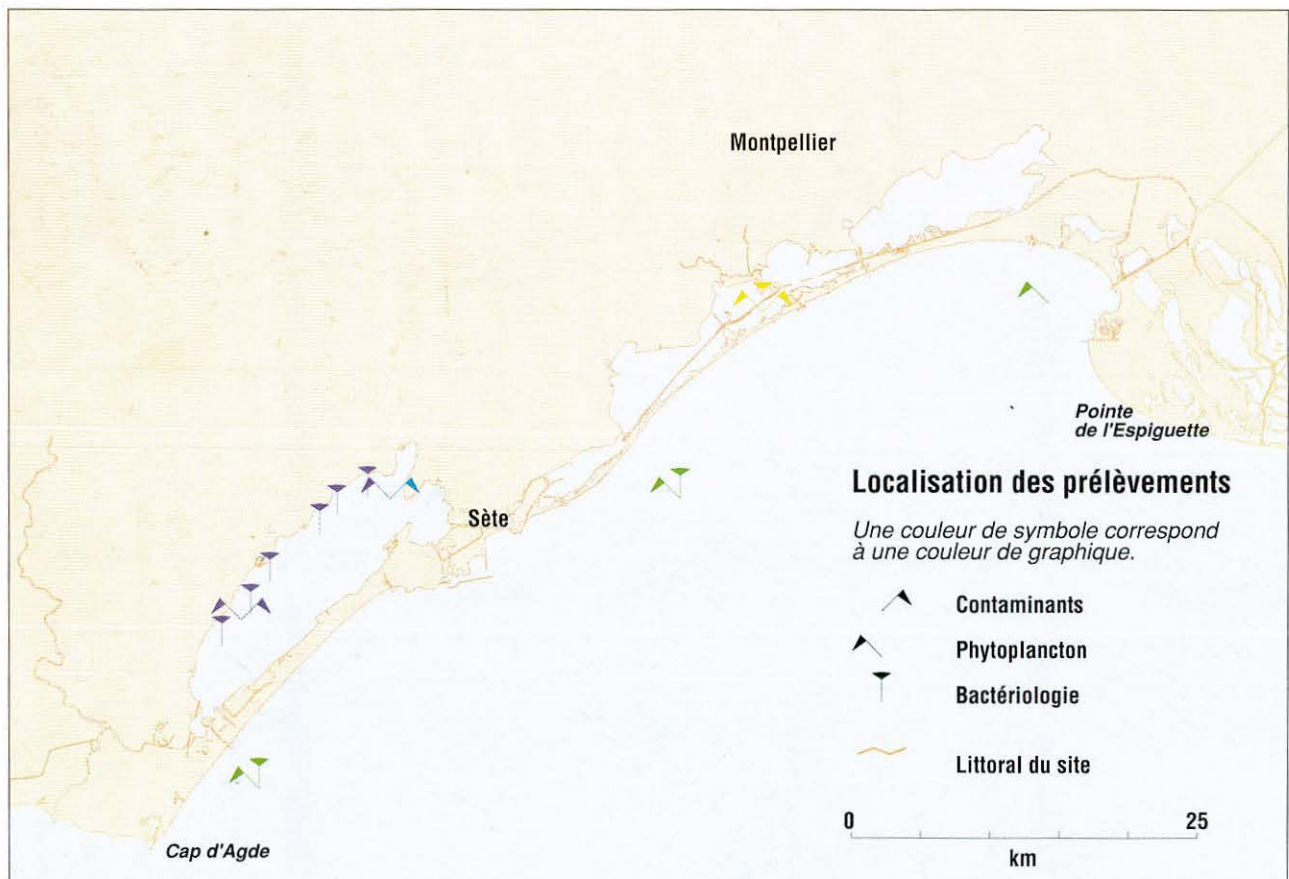 Montpellier
Pointe
de l'Espiguette
Sète
Localisation des prélèvements
Une couleur de symbole correspond
à une couleur de graphique.
Contaminants
Phytoplancton
Bactériologie
Littoral du site
0 25
km
Cap d'Agde